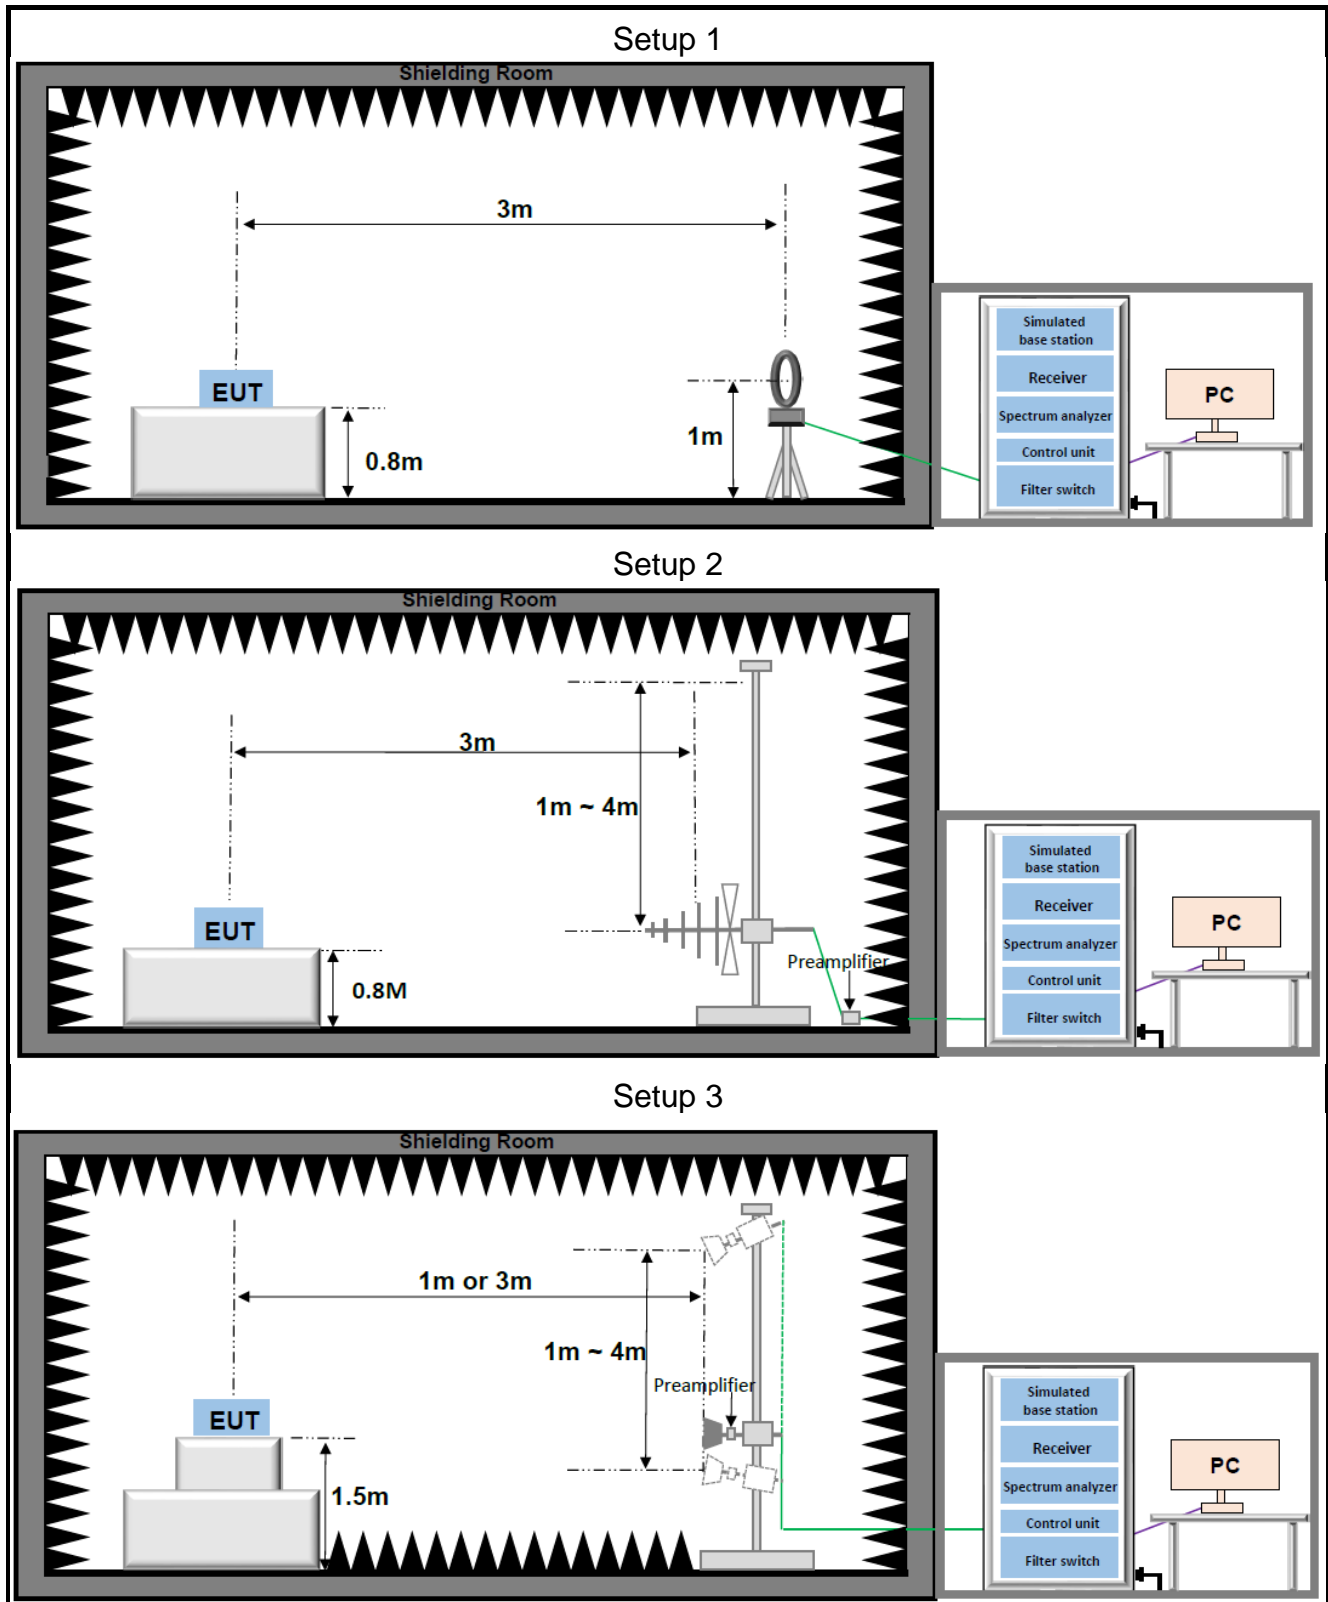 Setup 1
Shielding Room
3m
EUT
0.8m
1m
Simulated
base station
Receiver
Spectrum analyzer
Control unit
Filter switch
PC
Setup 2
Shielding Room
3m
1m ~ 4m
EUT
0.8M
Preamplifier
Simulated
base station
Receiver
Spectrum analyzer
Control unit
Filter switch
PC
Setup 3
Shielding Room
1m or 3m
1m ~ 4m
Preamplifier
EUT
1.5m
Simulated
base station
Receiver
Spectrum analyzer
Control unit
Filter switch
PC